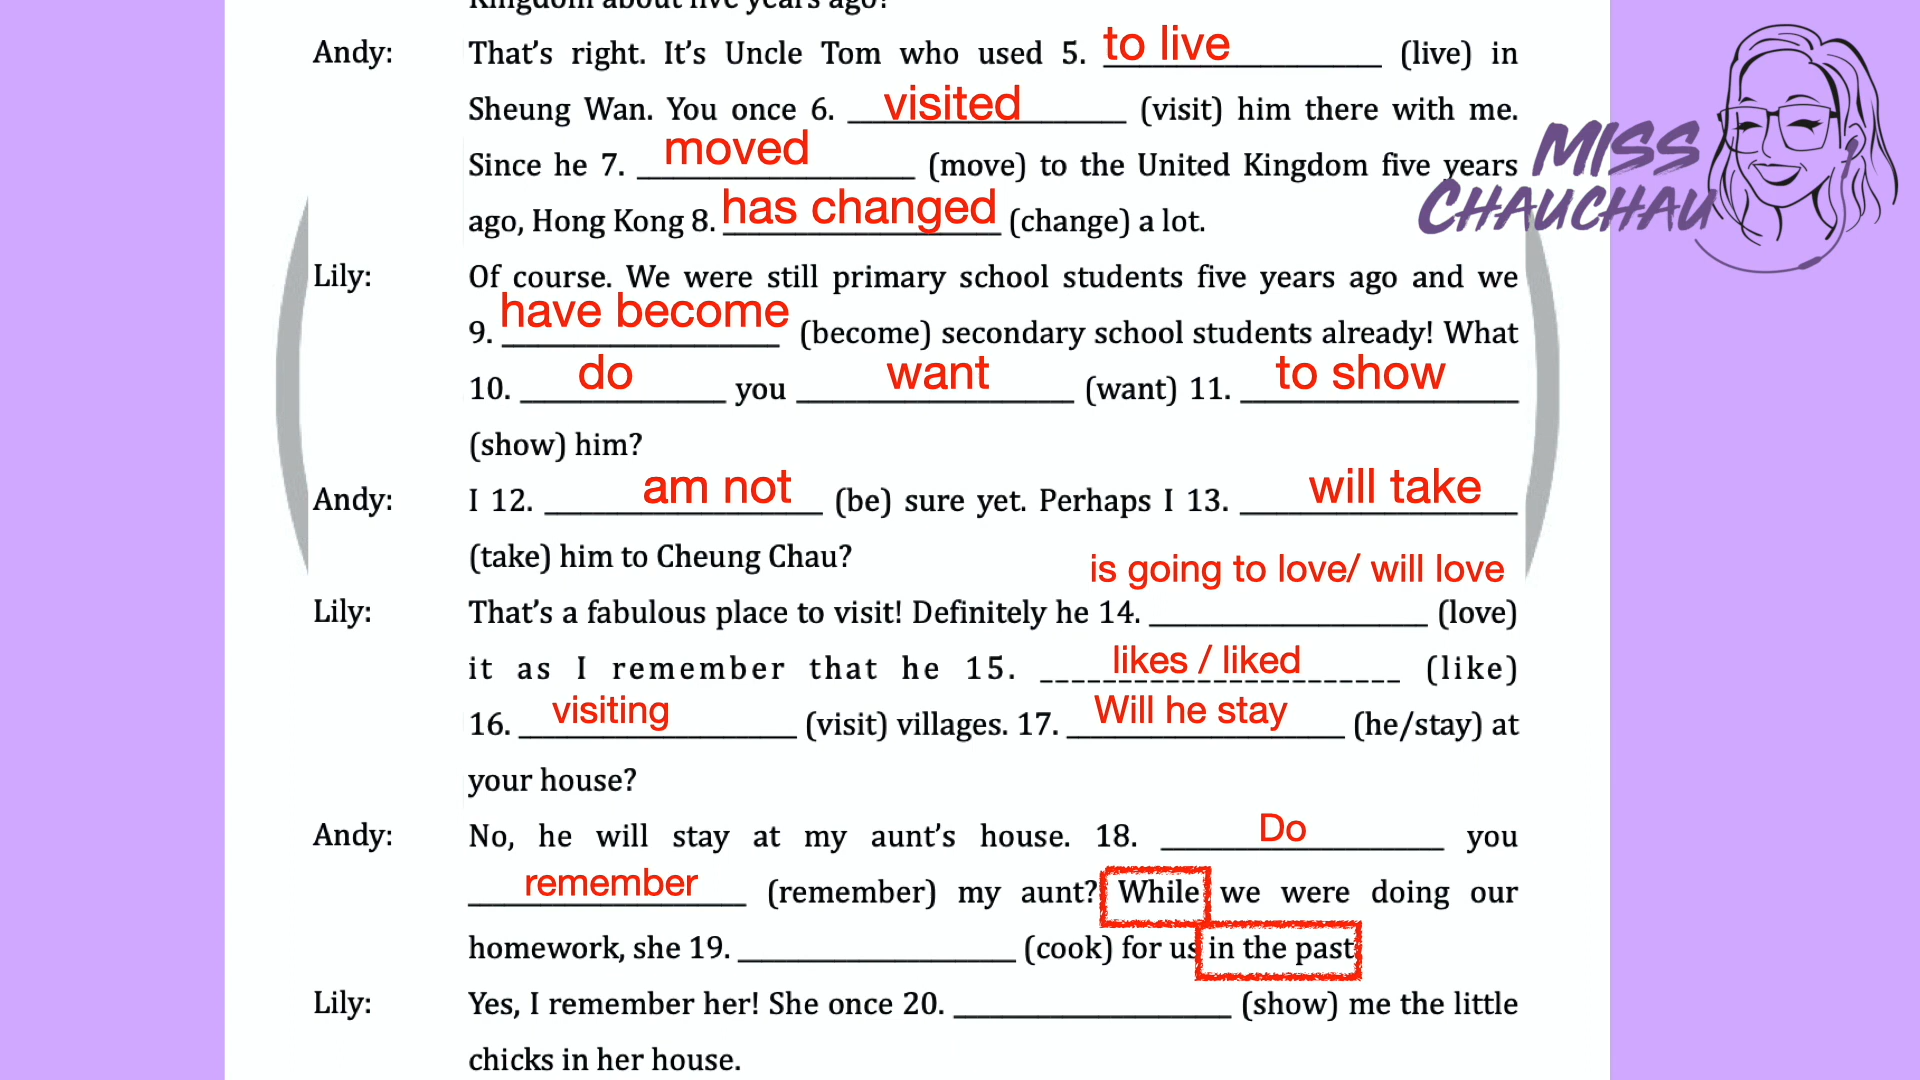 Kingdom about five years ago?
Andy: That's right. It's Uncle Tom who used 5. to live (live) in
Sheung Wan. You once 6. visited (visit) him there with me.
Since he 7. moved (move) to the United Kingdom five years
ago, Hong Kong 8. has changed (change) a lot.
MISS
CHAUCHAU
Lily: Of course. We were still primary school students five years ago and we
9. have become (become) secondary school students already! What
10. do you want (want) 11. to show
(show) him?
Andy: I 12. am not (be) sure yet. Perhaps I 13. will take
(take) him to Cheung Chau?
is going to love/ will love
Lily: That's a fabulous place to visit! Definitely he 14. ____ (love)
it as I remember that he 15. likes / liked (like)
16. visiting (visit) villages. 17. Will he stay (he/stay) at
your house?
Andy: No, he will stay at my aunt's house. 18. Do you
remember (remember) my aunt? While we were doing our
homework, she 19. ____ (cook) for us in the past
Lily: Yes, I remember her! She once 20. ____ (show) me the little
chicks in her house.